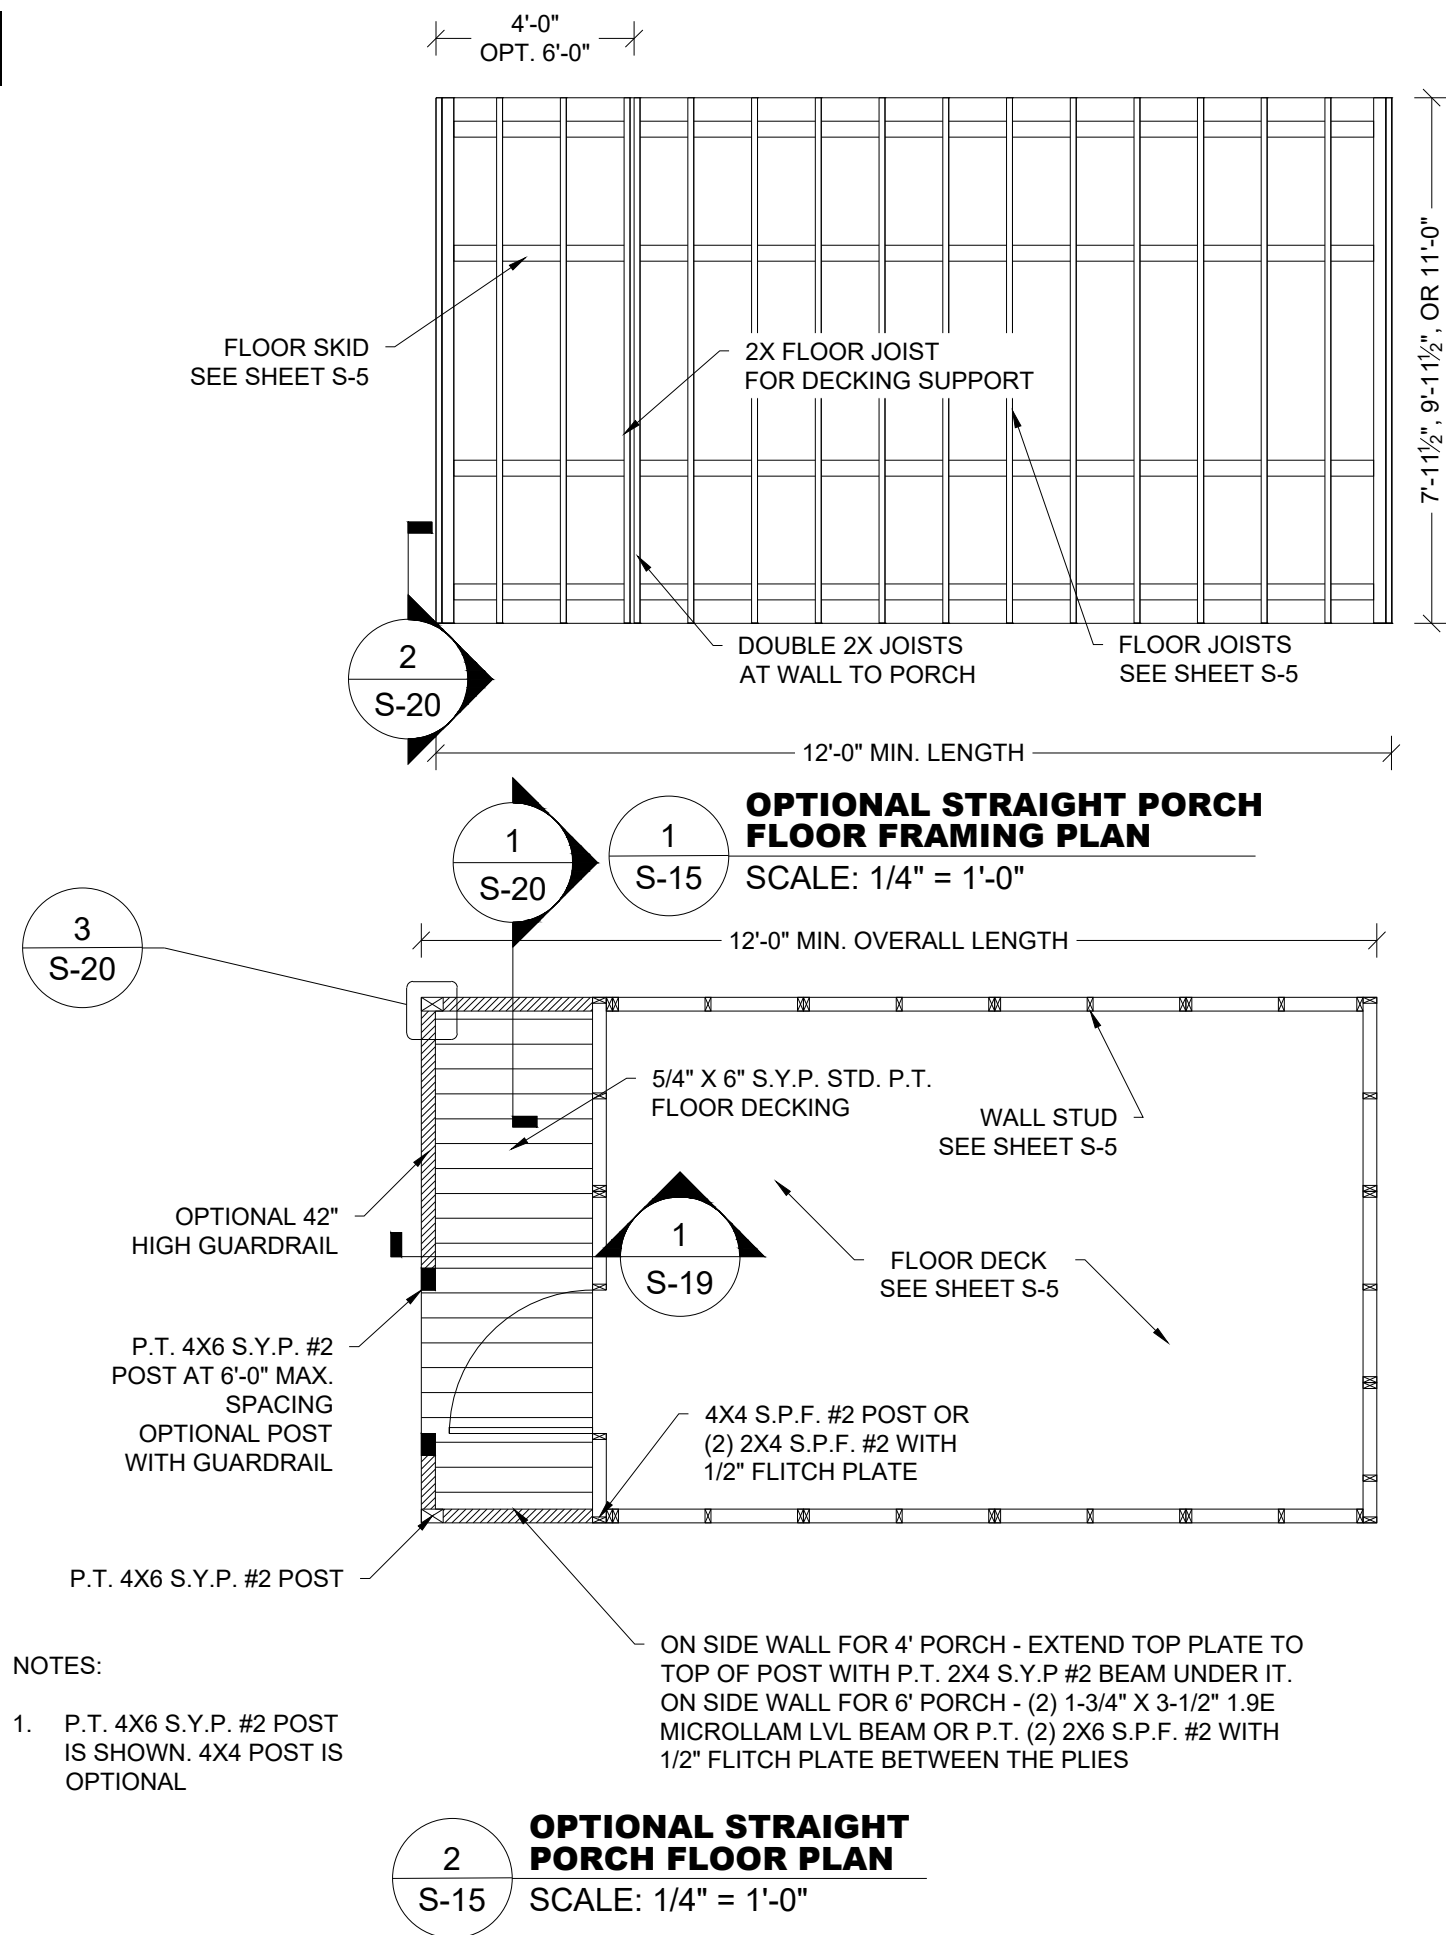 4'-0"
OPT. 6'-0"
7'-11½", 9'-11½", OR 11'-0"
FLOOR SKID
SEE SHEET S-5
2X FLOOR JOIST
FOR DECKING SUPPORT
DOUBLE 2X JOISTS
AT WALL TO PORCH
FLOOR JOISTS
SEE SHEET S-5
2
S-20
12'-0" MIN. LENGTH
1
S-20
1
S-15
OPTIONAL STRAIGHT PORCH
FLOOR FRAMING PLAN
SCALE: 1/4" = 1'-0"
3
S-20
12'-0" MIN. OVERALL LENGTH
5/4" X 6" S.Y.P. STD. P.T.
FLOOR DECKING
WALL STUD
SEE SHEET S-5
OPTIONAL 42"
HIGH GUARDRAIL
1
S-19
FLOOR DECK
SEE SHEET S-5
P.T. 4X6 S.Y.P. #2
POST AT 6'-0" MAX.
SPACING
OPTIONAL POST
WITH GUARDRAIL
4X4 S.P.F. #2 POST OR
(2) 2X4 S.P.F. #2 WITH
1/2" FLITCH PLATE
P.T. 4X6 S.Y.P. #2 POST
ON SIDE WALL FOR 4' PORCH - EXTEND TOP PLATE TO
TOP OF POST WITH P.T. 2X4 S.Y.P #2 BEAM UNDER IT.
ON SIDE WALL FOR 6' PORCH - (2) 1-3/4" X 3-1/2" 1.9E
MICROLLAM LVL BEAM OR P.T. (2) 2X6 S.P.F. #2 WITH
1/2" FLITCH PLATE BETWEEN THE PLIES
NOTES:
1. P.T. 4X6 S.Y.P. #2 POST
IS SHOWN. 4X4 POST IS
OPTIONAL
2
S-15
OPTIONAL STRAIGHT
PORCH FLOOR PLAN
SCALE: 1/4" = 1'-0"